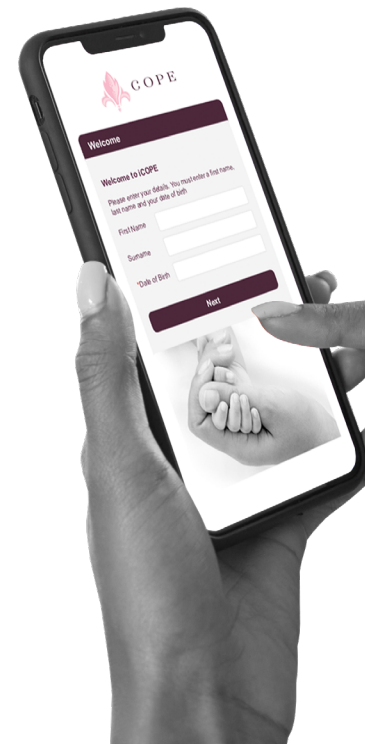 COPE
Welcome
Welcome to iCOPE
Please enter your details. You must enter a first name,
last name and your date of birth
First Name
Surname
*Date of Birth
Next